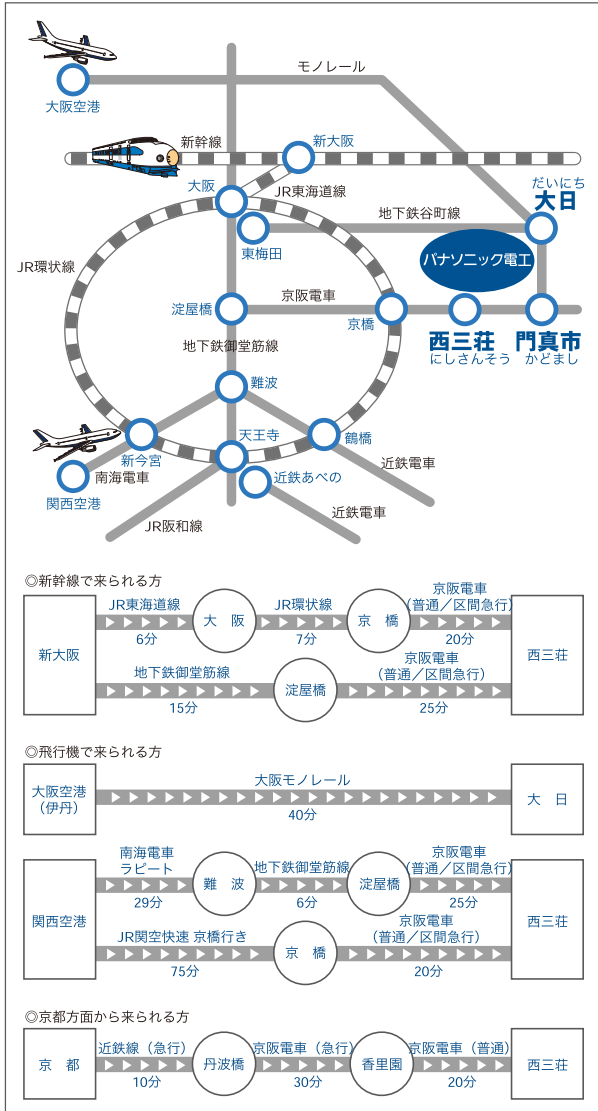 モノレール
大阪空港
新幹線
新大阪
大阪
JR東海道線
だいにち
大日
地下鉄谷町線
東梅田
パナソニック電工
JR環状線
淀屋橋
京阪電車
京橋
西三荘
にしさんそう
門真市
かどまし
地下鉄御堂筋線
難波
新今宮
天王寺
鶴橋
南海電車
近鉄あべの
近鉄電車
関西空港
JR阪和線
近鉄電車
◎新幹線で来られる方
新大阪
JR東海道線
6分
大 阪
JR環状線
7分
京 橋
京阪電車
(普通/区間急行)
20分
西三荘
地下鉄御堂筋線
15分
淀屋橋
京阪電車
(普通/区間急行)
25分
◎飛行機で来られる方
大阪空港
(伊丹)
大阪モノレール
40分
大 日
関西空港
南海電車
ラピート
29分
難 波
地下鉄御堂筋線
6分
淀屋橋
京阪電車
(普通/区間急行)
25分
西三荘
JR関空快速 京橋行き
75分
京 橋
京阪電車
(普通/区間急行)
20分
◎京都方面から来られる方
京 都
近鉄線(急行)
10分
丹波橋
京阪電車(急行)
30分
香里園
京阪電車(普通)
20分
西三荘